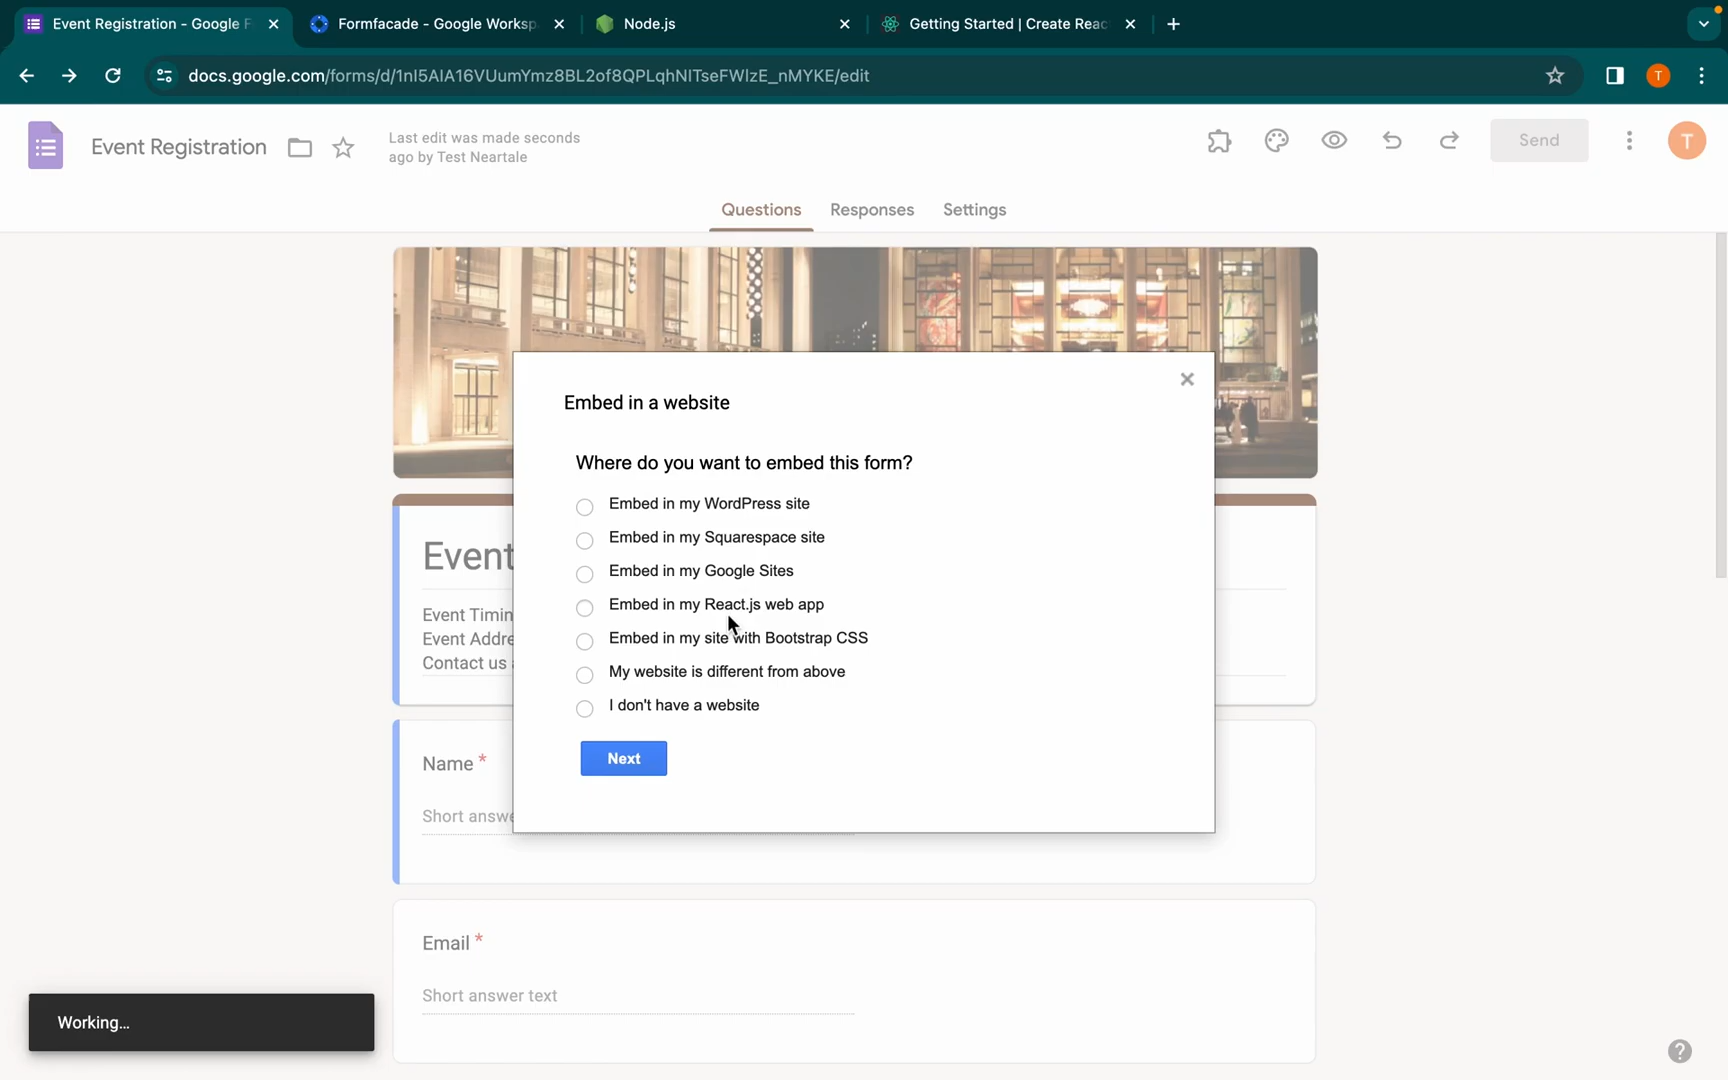 Event Registration - Google F
Formfacade - Google Worksp
Node.js
Getting Started | Create Reac
docs.google.com/forms/d/1nI5AIA16VUumYmz8BL2of8QPLqhNITseFWIzE_nMYKE/edit
T
Event Registration
Last edit was made seconds
ago by Test Neartale
Send
T
Questions
Responses
Settings
Embed in a website
Where do you want to embed this form?
Embed in my WordPress site
Embed in my Squarespace site
Embed in my Google Sites
Embed in my React.js web app
Embed in my site with Bootstrap CSS
My website is different from above
I don't have a website
Next
Event
Event Timin
Event Addre
Contact us
Name *
Short answe
Email *
Short answer text
Working...